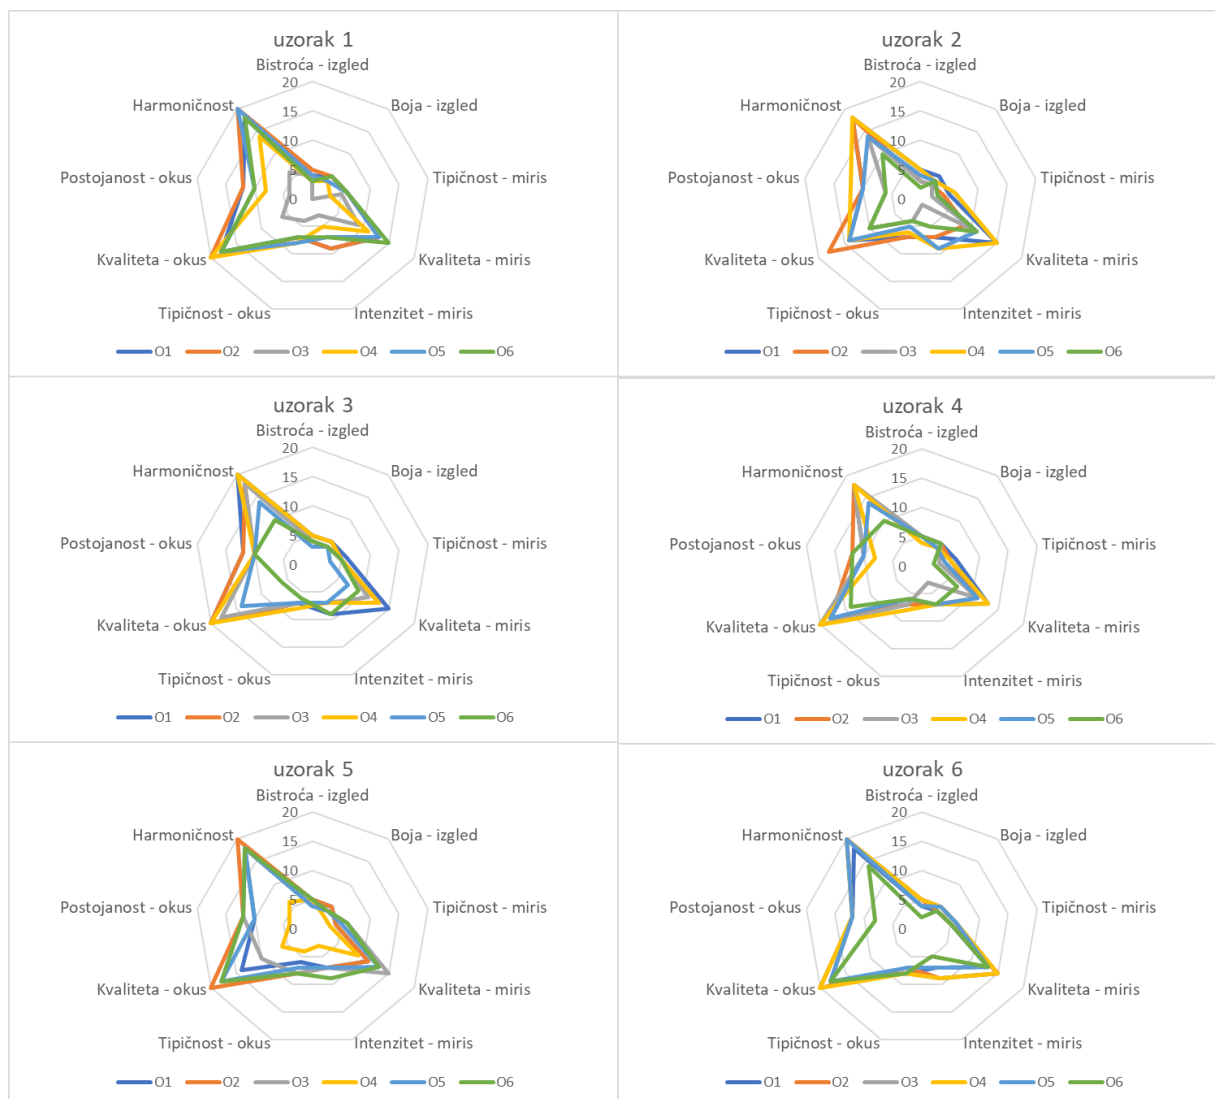 uzorak 1
Bistroća - izgled
20
15
10
5
0
Boja - izgled
Tipičnost - miris
Kvaliteta - miris
Intenzitet - miris
Tipičnost - okus
Kvaliteta - okus
Postojanost - okus
Harmoničnost
O1 O2 O3 O4 O5 O6
uzorak 2
Bistroća - izgled
20
15
10
5
0
Boja - izgled
Tipičnost - miris
Kvaliteta - miris
Intenzitet - miris
Tipičnost - okus
Kvaliteta - okus
Postojanost - okus
Harmoničnost
O1 O2 O3 O4 O5 O6
uzorak 3
Bistroća - izgled
20
15
10
5
0
Boja - izgled
Tipičnost - miris
Kvaliteta - miris
Intenzitet - miris
Tipičnost - okus
Kvaliteta - okus
Postojanost - okus
Harmoničnost
O1 O2 O3 O4 O5 O6
uzorak 4
Bistroća - izgled
20
15
10
5
0
Boja - izgled
Tipičnost - miris
Kvaliteta - miris
Intenzitet - miris
Tipičnost - okus
Kvaliteta - okus
Postojanost - okus
Harmoničnost
O1 O2 O3 O4 O5 O6
uzorak 5
Bistroća - izgled
20
15
10
5
0
Boja - izgled
Tipičnost - miris
Kvaliteta - miris
Intenzitet - miris
Tipičnost - okus
Kvaliteta - okus
Postojanost - okus
Harmoničnost
O1 O2 O3 O4 O5 O6
uzorak 6
Bistroća - izgled
20
15
10
5
0
Boja - izgled
Tipičnost - miris
Kvaliteta - miris
Intenzitet - miris
Tipičnost - okus
Kvaliteta - okus
Postojanost - okus
Harmoničnost
O1 O2 O3 O4 O5 O6